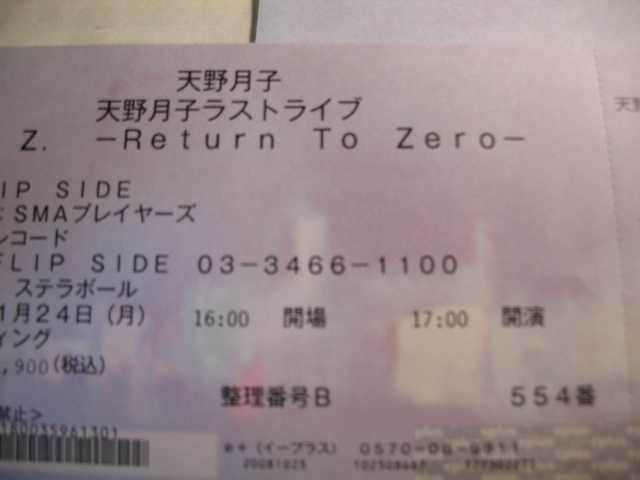 天野月子
天野月子ラストライブ
Z. －Return To Zero－
IP SIDE
：SMAプレイヤーズ
レコード
FLIP SIDE 03－3466－1100
ステラボール
1月24日(月) 16:00 開場 17:00 開演
ィング
,900(税込)
整理番号B 554番
禁止＞
160035961301
e+（イープラス） 0570-06-9911
20081025
天野